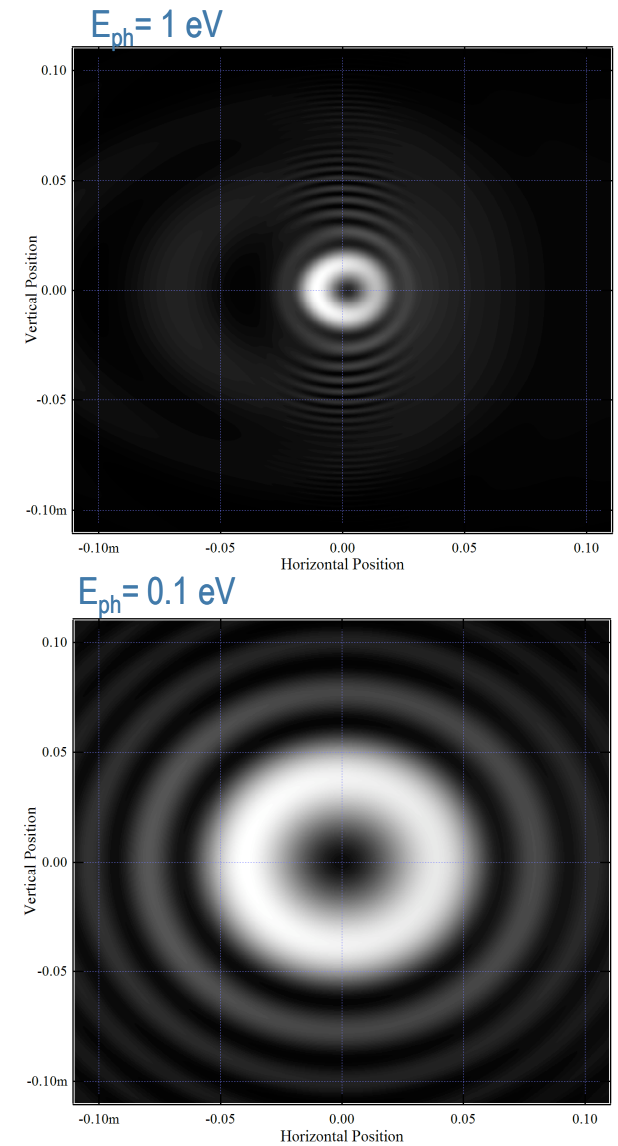 E_ph= 1 eV
0.10
0.05
0.00
-0.05
-0.10m
Vertical Position
-0.10m -0.05 0.00 0.05 0.10
Horizontal Position
E_ph= 0.1 eV
0.10
0.05
0.00
-0.05
-0.10m
Vertical Position
-0.10m -0.05 0.00 0.05 0.10
Horizontal Position